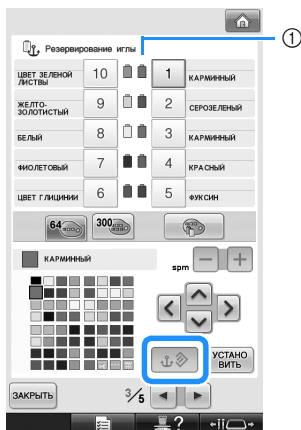 ①
Резервирование иглы
ЦВЕТ ЗЕЛЕНОЙ ЛИСТВЫ 10 1 КАРМИННЫЙ
ЖЕЛТО-ЗОЛОТИСТЫЙ 9 2 СЕРОЗЕЛЕНЫЙ
БЕЛЫЙ 8 3 КАРМИННЫЙ
ФИОЛЕТОВЫЙ 7 4 КРАСНЫЙ
ЦВЕТ ГЛИЦИНИИ 6 5 ФУКСИН
64 300
КАРМИННЫЙ
spm − +
УСТАНО
ВИТЬ
ЗАКРЫТЬ 3/5
?